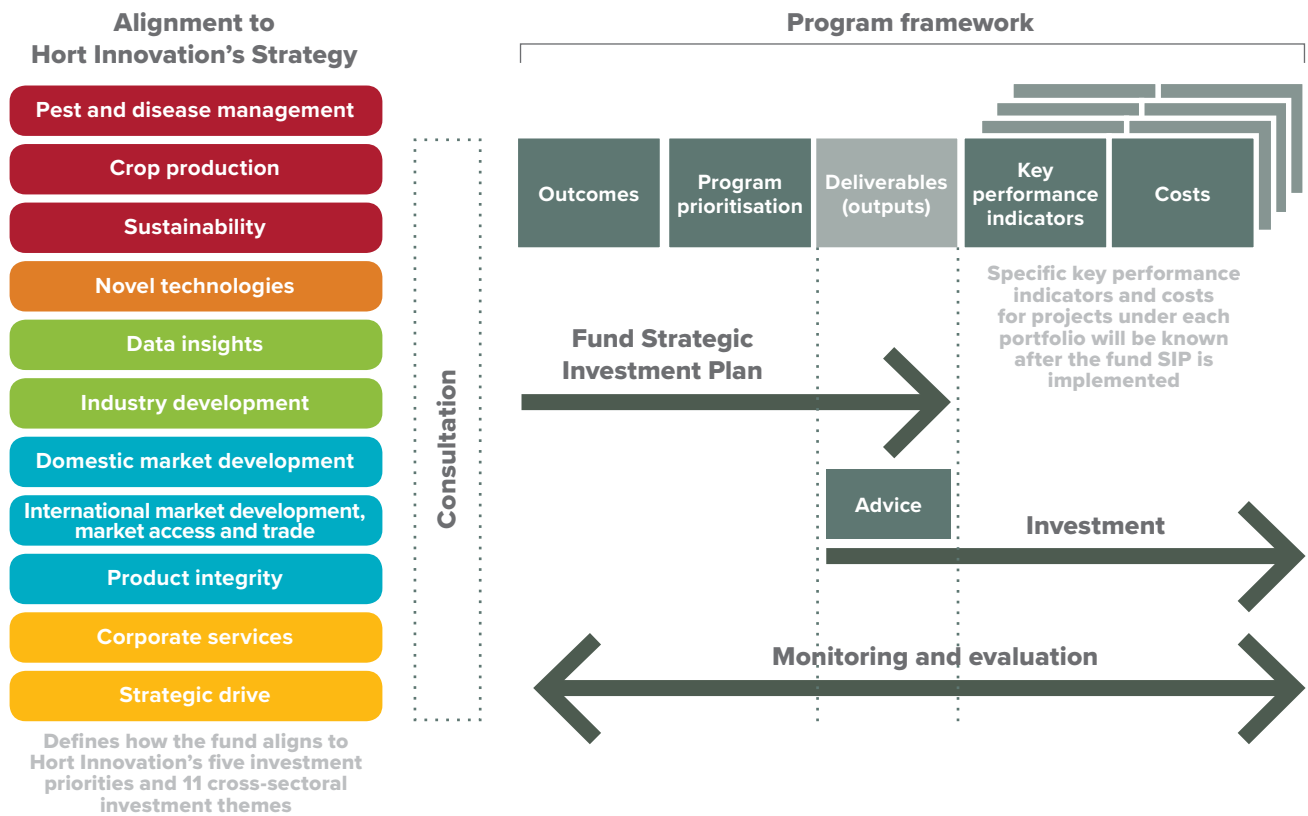 Alignment to
Hort Innovation's Strategy
Pest and disease management
Crop production
Sustainability
Novel technologies
Data insights
Industry development
Domestic market development
International market development,
market access and trade
Product integrity
Corporate services
Strategic drive
Defines how the fund aligns to
Hort Innovation's five investment
priorities and 11 cross-sectoral
investment themes
Consultation
Program framework
Outcomes
Program
prioritisation
Deliverables
(outputs)
Key
performance
indicators
Costs
Specific key performance
indicators and costs
for projects under each
portfolio will be known
after the fund SIP is
implemented
Fund Strategic
Investment Plan
Advice
Investment
Monitoring and evaluation